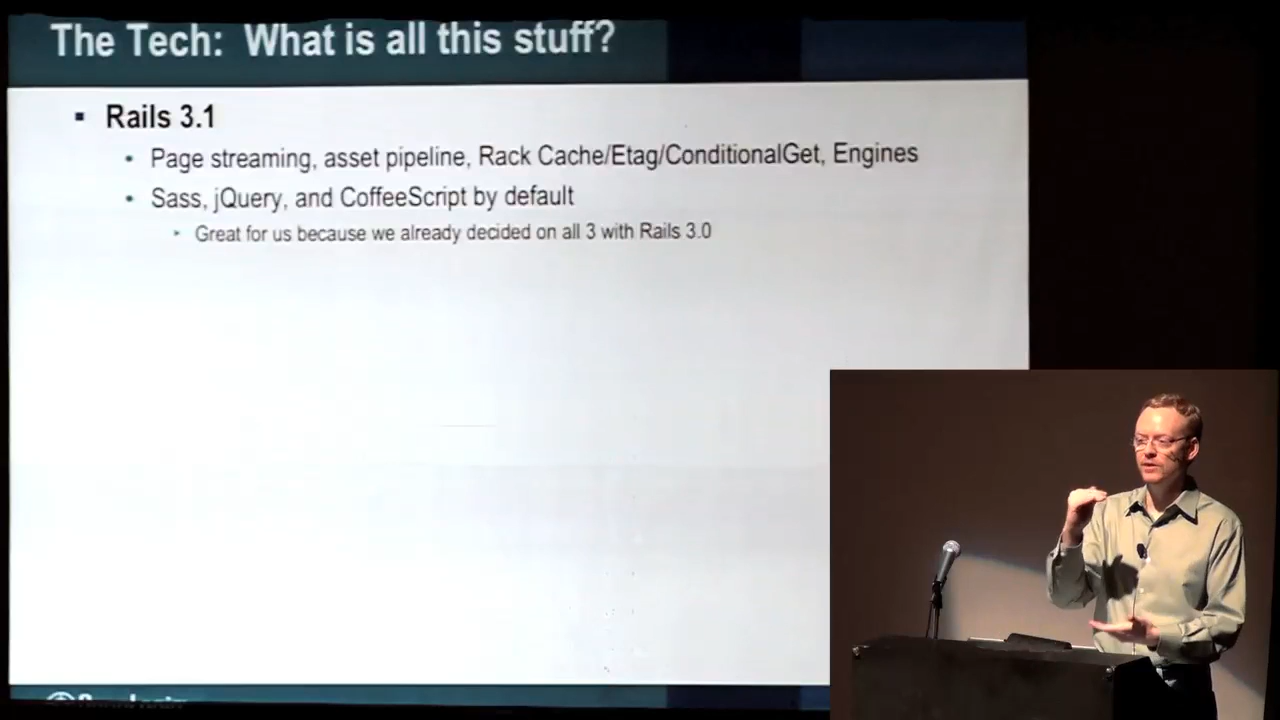 The Tech: What is all this stuff?
Rails 3.1
Page streaming, asset pipeline, Rack Cache/Etag/ConditionalGet, Engines
Sass, jQuery, and CoffeeScript by default
Great for us because we already decided on all 3 with Rails 3.0